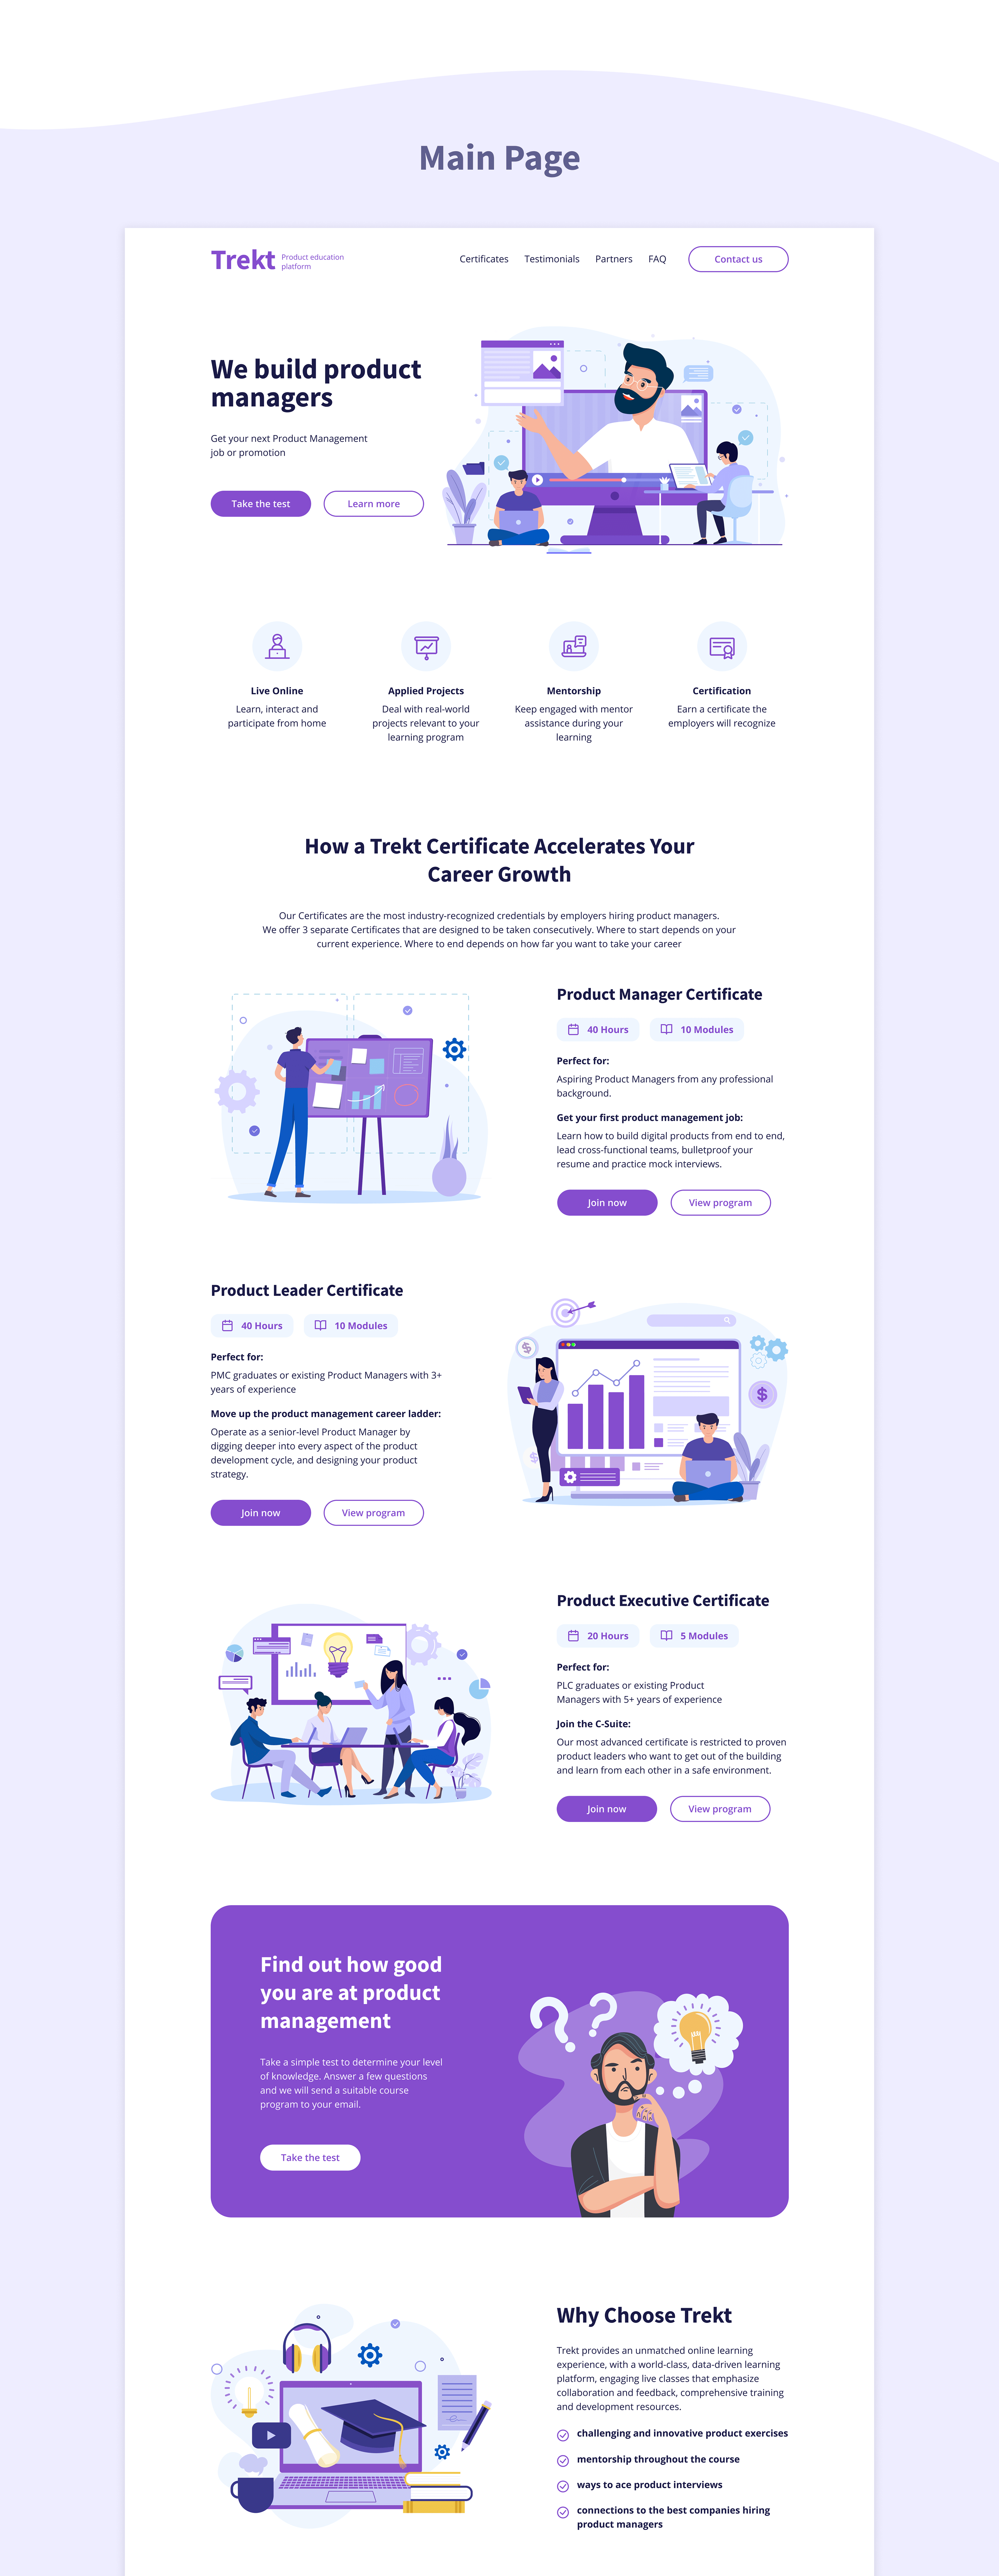 Main Page
Trekt
Product education
platform
Certificates
Testimonials
Partners
FAQ
Contact us
We build product
managers
Get your next Product Management
job or promotion
Take the test
Learn more
Live Online
Learn, interact and
participate from home
Applied Projects
Deal with real-world
projects relevant to your
learning program
Mentorship
Keep engaged with mentor
assistance during your
learning
Certification
Earn a certificate the
employers will recognize
How a Trekt Certificate Accelerates Your
Career Growth
Our Certificates are the most industry-recognized credentials by employers hiring product managers.
We offer 3 separate Certificates that are designed to be taken consecutively. Where to start depends on your
current experience. Where to end depends on how far you want to take your career
Product Manager Certificate
40 Hours
10 Modules
Perfect for:
Aspiring Product Managers from any professional
background.
Get your first product management job:
Learn how to build digital products from end to end,
lead cross-functional teams, bulletproof your
resume and practice mock interviews.
Join now
View program
Product Leader Certificate
40 Hours
10 Modules
Perfect for:
PMC graduates or existing Product Managers with 3+
years of experience
Move up the product management career ladder:
Operate as a senior-level Product Manager by
digging deeper into every aspect of the product
development cycle, and designing your product
strategy.
Join now
View program
$
$
$
Product Executive Certificate
20 Hours
5 Modules
Perfect for:
PLC graduates or existing Product
Managers with 5+ years of experience
Join the C-Suite:
Our most advanced certificate is restricted to proven
product leaders who want to get out of the building
and learn from each other in a safe environment.
Join now
View program
Find out how good
you are at product
management
Take a simple test to determine your level
of knowledge. Answer a few questions
and we will send a suitable course
program to your email.
Take the test
? ?
Why Choose Trekt
Trekt provides an unmatched online learning
experience, with a world-class, data-driven learning
platform, engaging live classes that emphasize
collaboration and feedback, comprehensive training
and development resources.
challenging and innovative product exercises
mentorship throughout the course
ways to ace product interviews
connections to the best companies hiring
product managers